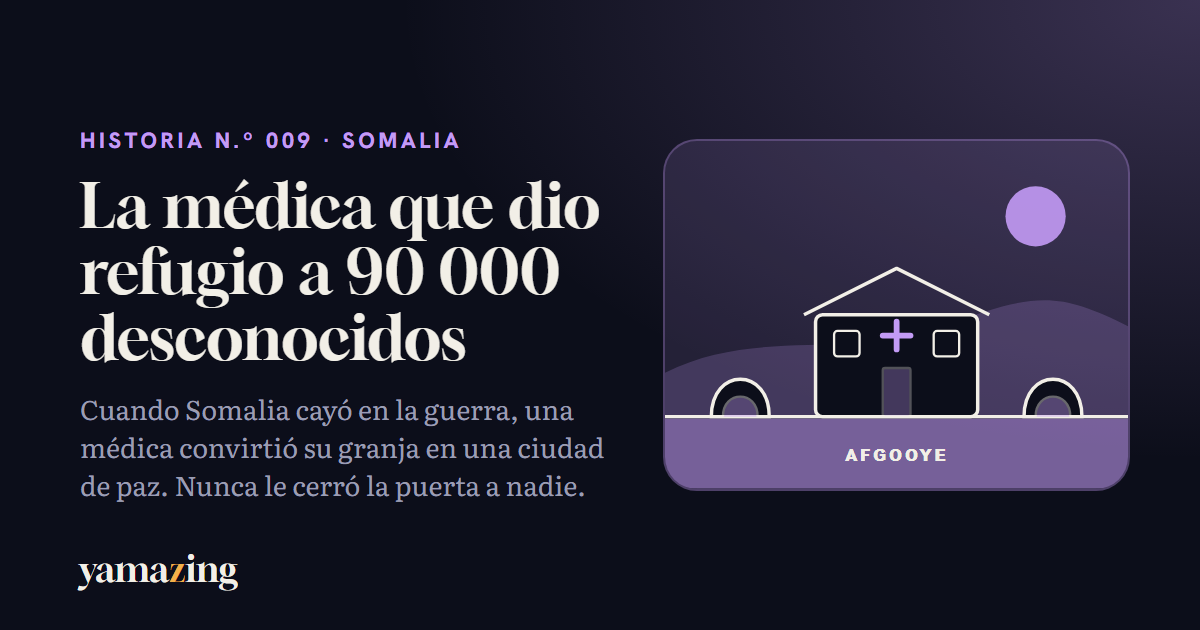 HISTORIA N.º 009 · SOMALIA
La médica que dio
refugio a 90 000
desconocidos
Cuando Somalia cayó en la guerra, una
médica convirtió su granja en una ciudad
de paz. Nunca le cerró la puerta a nadie.
AFGOOYE
yamazing